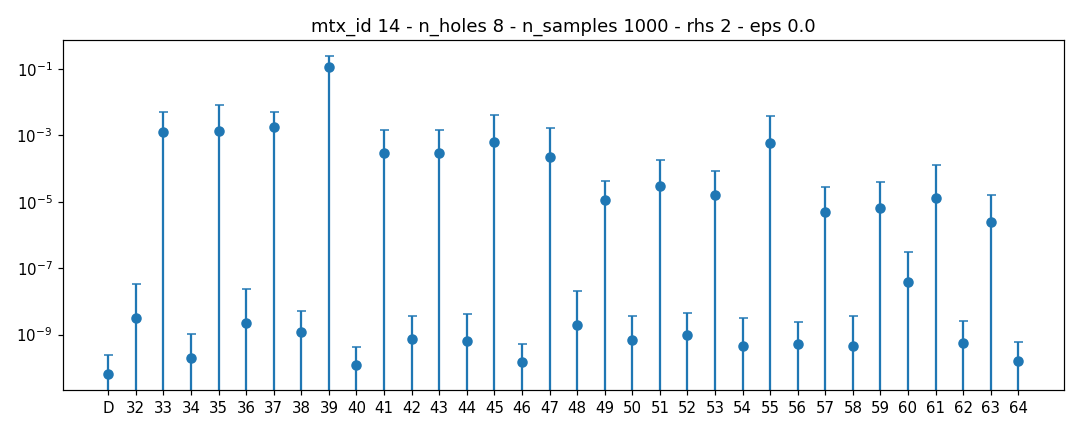 mtx_id 14 - n_holes 8 - n_samples 1000 - rhs 2 - eps 0.0
10⁻¹
10⁻³
10⁻⁵
10⁻⁷
10⁻⁹
D 32 33 34 35 36 37 38 39 40 41 42 43 44 45 46 47 48 49 50 51 52 53 54 55 56 57 58 59 60 61 62 63 64